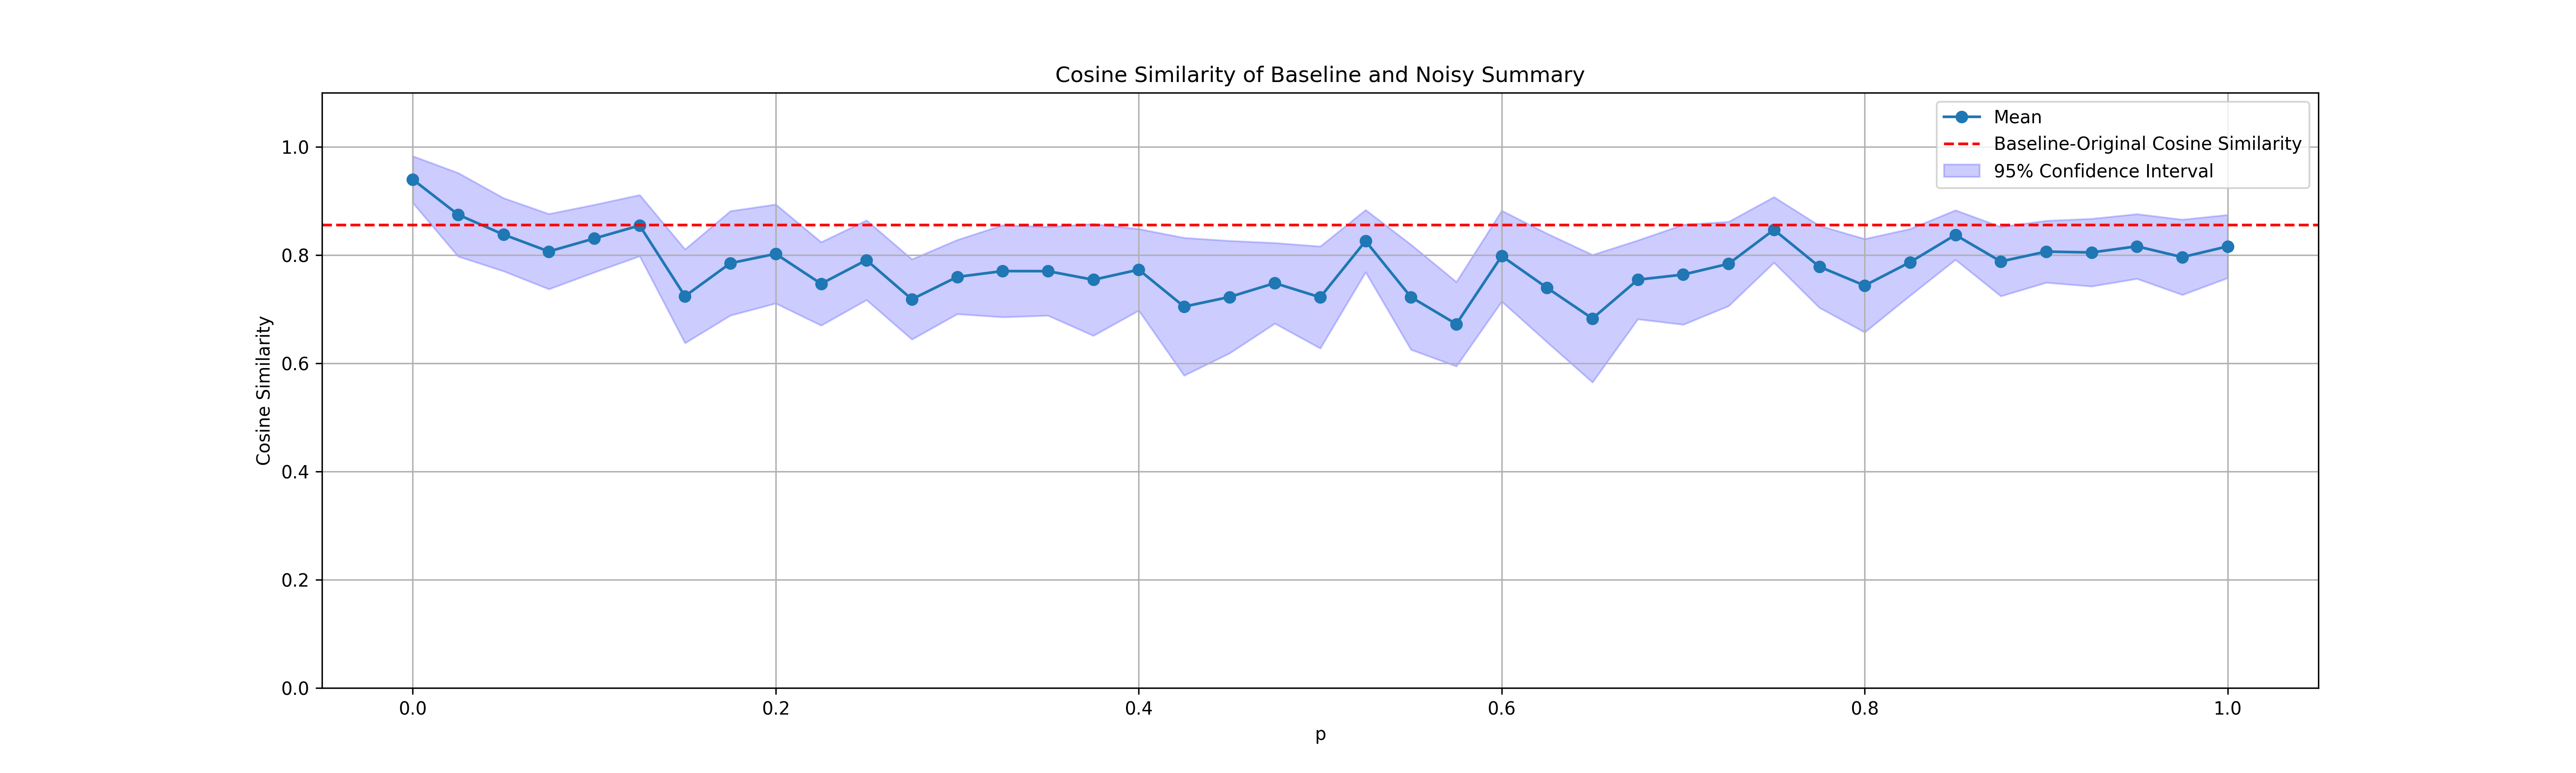 Cosine Similarity of Baseline and Noisy Summary
Mean
Baseline-Original Cosine Similarity
95% Confidence Interval
Cosine Similarity
1.0
0.8
0.6
0.4
0.2
0.0
0.0 0.2 0.4 0.6 0.8 1.0
p